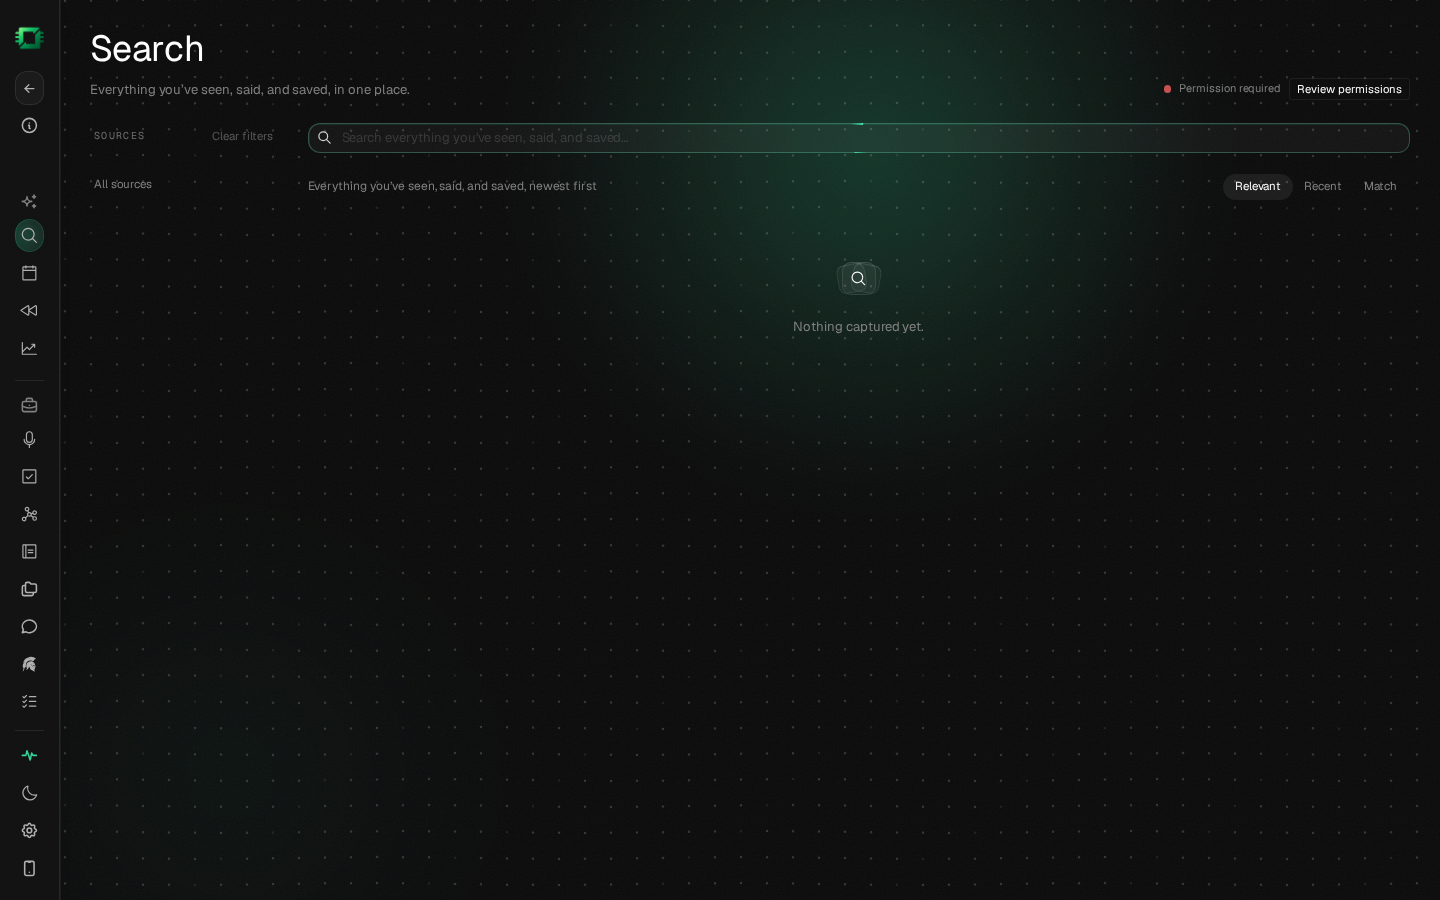 Search
Everything you've seen, said, and saved, in one place.
Permission required
Review permissions
SOURCES
Clear filters
Search everything you've seen, said, and saved...
All sources
Everything you've seen, said, and saved, newest first
Relevant
Recent
Match
Nothing captured yet.